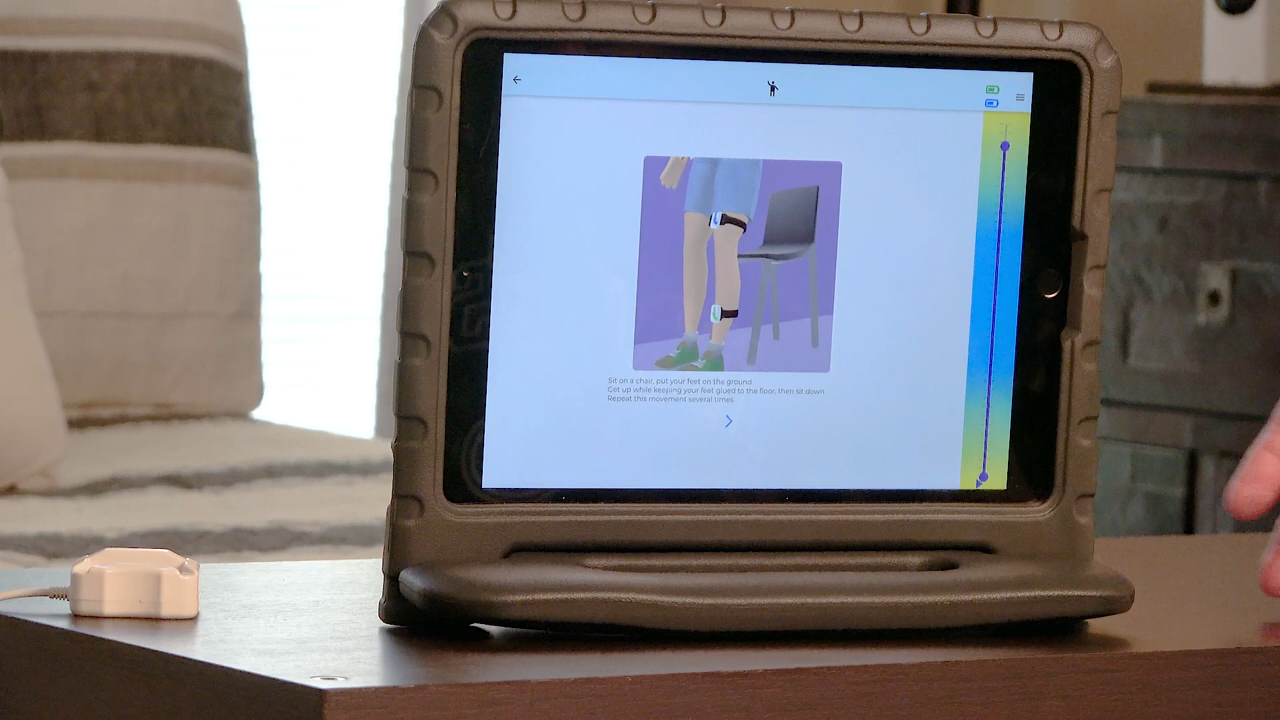 Sit on a chair, put your feet on the ground
Get up while keeping your feet glued to the floor, then sit down
Repeat this movement several times.